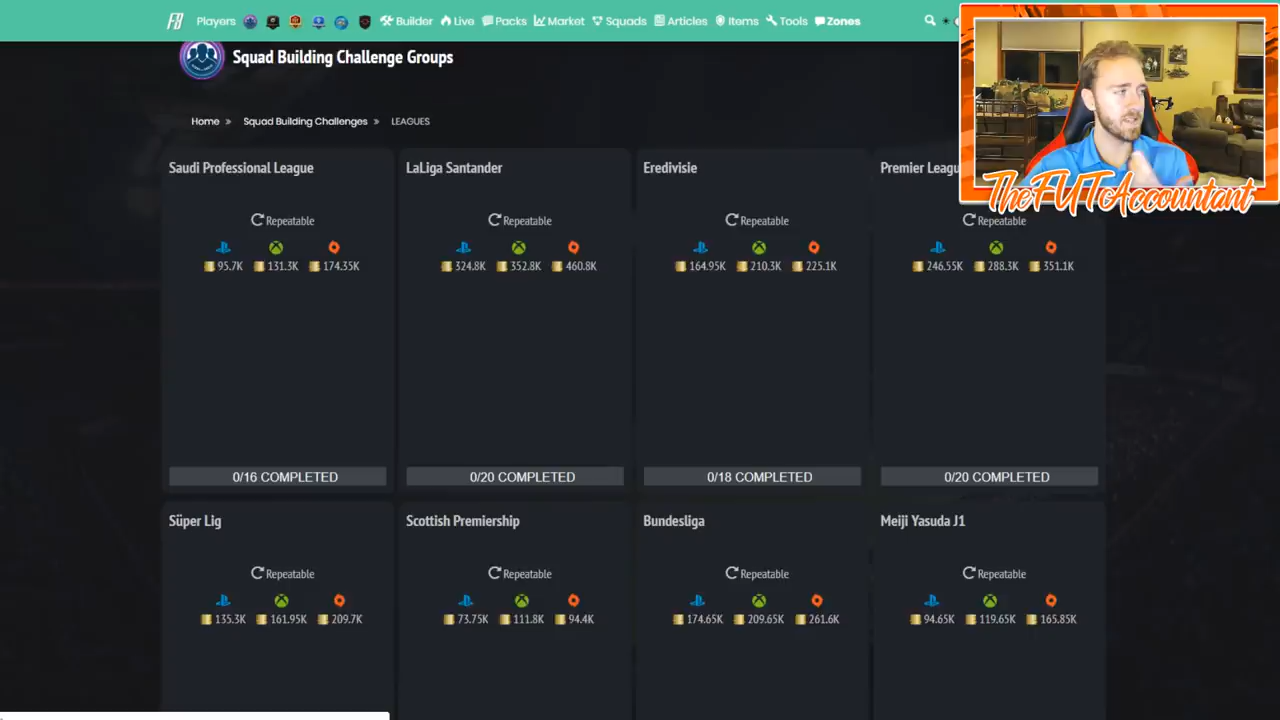 FB Players Builder Live Packs Market Squads Articles Items Tools Zones
Squad Building Challenge Groups
Home » Squad Building Challenges » LEAGUES
TheFUTAccountant
Saudi Professional League
Repeatable
95.7K 131.3K 174.35K
0/16 COMPLETED
LaLiga Santander
Repeatable
324.8K 352.8K 460.8K
0/20 COMPLETED
Eredivisie
Repeatable
164.95K 210.3K 225.1K
0/18 COMPLETED
Premier Leagu
Repeatable
246.55K 288.3K 351.1K
0/20 COMPLETED
Süper Lig
Repeatable
135.3K 161.95K 209.7K
Scottish Premiership
Repeatable
73.75K 111.8K 94.4K
Bundesliga
Repeatable
174.65K 209.65K 261.6K
Meiji Yasuda J1
Repeatable
94.65K 119.65K 165.85K